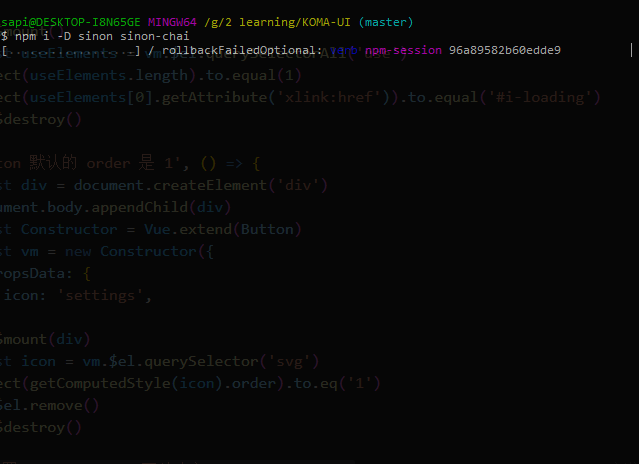 sapi@DESKTOP-I8N65GE MINGW64 /g/2 learning/KOMA-UI (master)
$ npm i -D sinon sinon-chai
[ ..................] / rollbackFailedOptional: verb npm-session 96a89582b60edde9
useElements = vm.$el.querySelectorAll('use')
ect(useElements.length).to.equal(1)
ect(useElements[0].getAttribute('xlink:href')).to.equal('#i-loading')
$destroy()
con 默认的 order 是 1', () => {
st div = document.createElement('div')
ument.body.appendChild(div)
st Constructor = Vue.extend(Button)
st vm = new Constructor({
ropsData: {
icon: 'settings',
$mount(div)
st icon = vm.$el.querySelector('svg')
ect(getComputedStyle(icon).order).to.eq('1')
$el.remove()
$destroy()